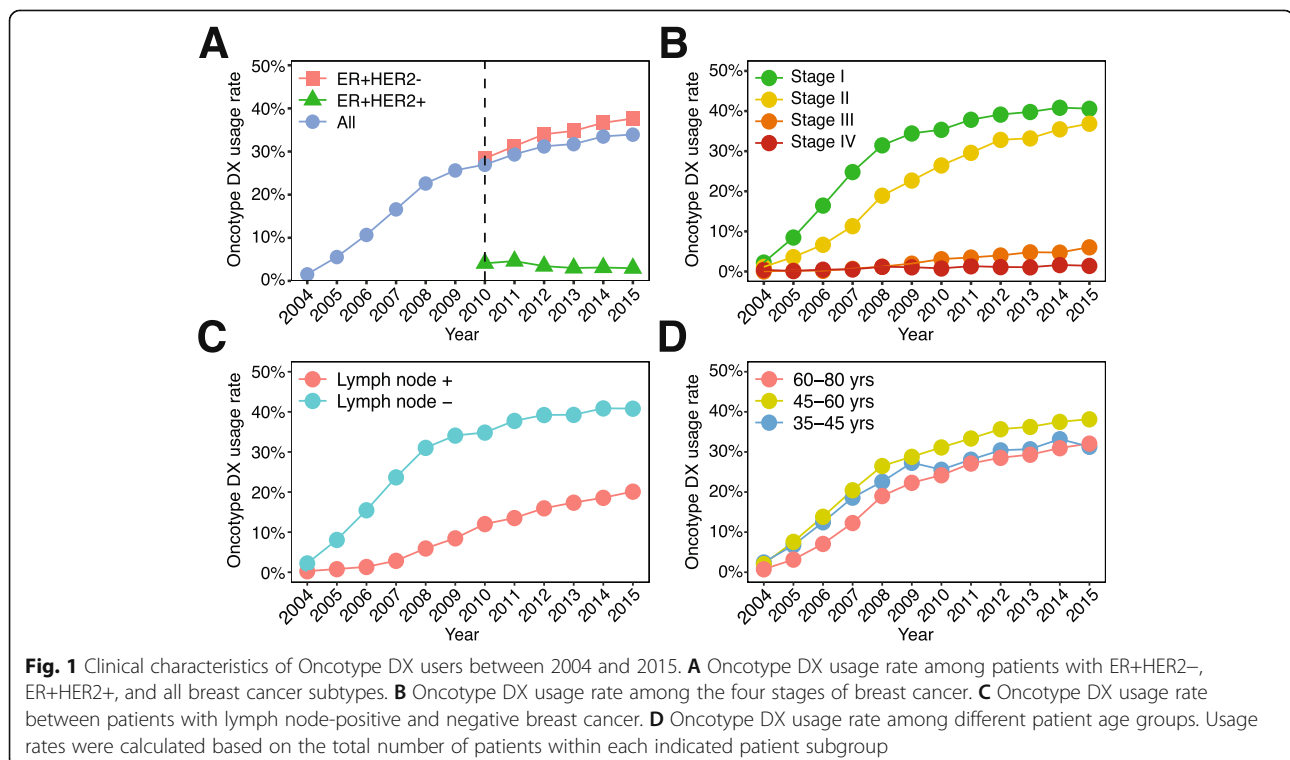 A
Oncotype DX usage rate
50%
40%
30%
20%
10%
0%
ER+HER2-
ER+HER2+
All
2004 2005 2006 2007 2008 2009 2010 2011 2012 2013 2014 2015
Year
B
Oncotype DX usage rate
50%
40%
30%
20%
10%
0%
Stage I
Stage II
Stage III
Stage IV
2004 2005 2006 2007 2008 2009 2010 2011 2012 2013 2014 2015
Year
C
Oncotype DX usage rate
50%
40%
30%
20%
10%
0%
Lymph node +
Lymph node −
2004 2005 2006 2007 2008 2009 2010 2011 2012 2013 2014 2015
Year
D
Oncotype DX usage rate
50%
40%
30%
20%
10%
0%
60–80 yrs
45–60 yrs
35–45 yrs
2004 2005 2006 2007 2008 2009 2010 2011 2012 2013 2014 2015
Year
Fig. 1 Clinical characteristics of Oncotype DX users between 2004 and 2015. A Oncotype DX usage rate among patients with ER+HER2−,
ER+HER2+, and all breast cancer subtypes. B Oncotype DX usage rate among the four stages of breast cancer. C Oncotype DX usage rate
between patients with lymph node-positive and negative breast cancer. D Oncotype DX usage rate among different patient age groups. Usage
rates were calculated based on the total number of patients within each indicated patient subgroup